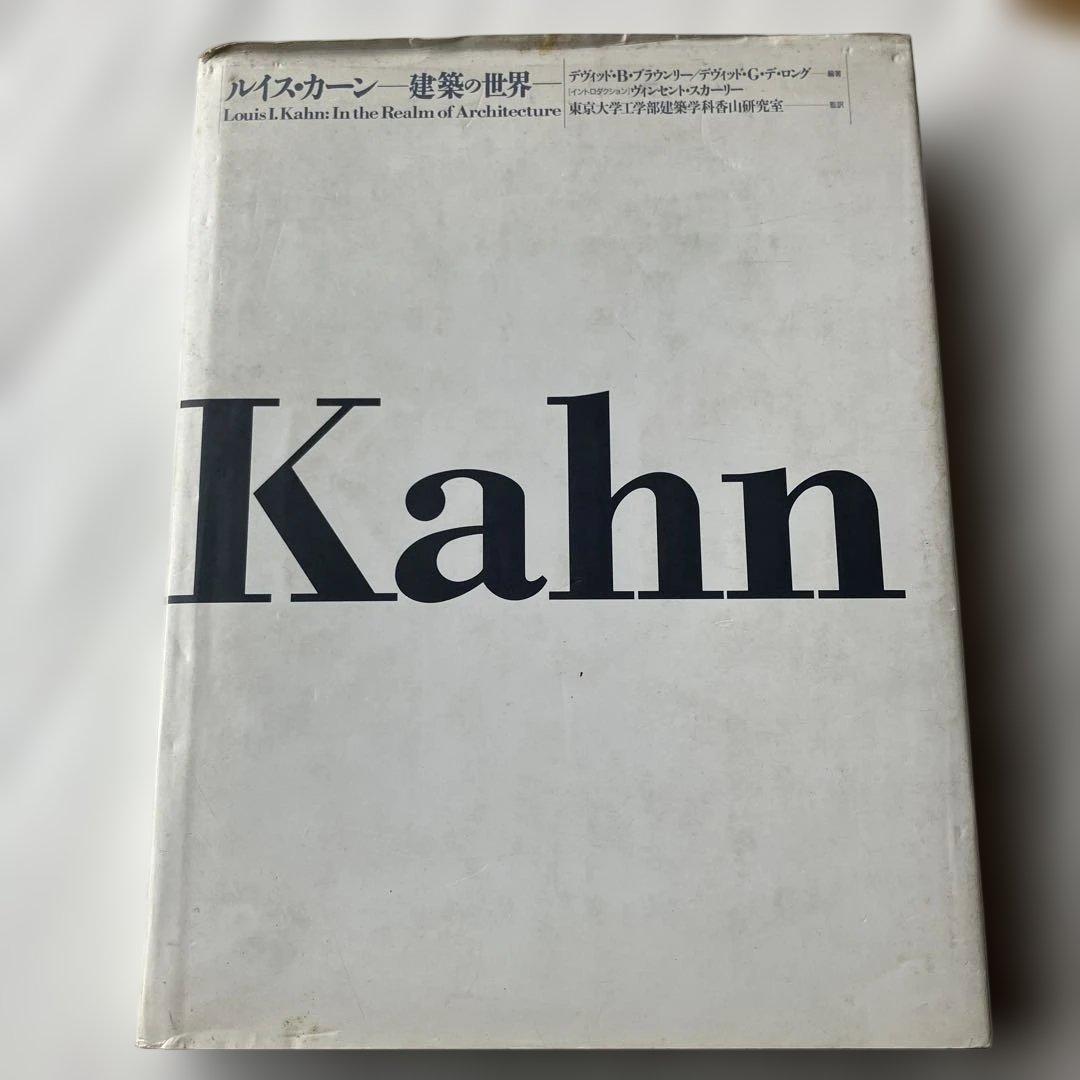 ルイス・カーン—建築の世界—
Louis I. Kahn: In the Realm of Architecture
デヴィッド・B・ブラウンリー/デヴィッド・G・デ・ロング—編著
[イントロダクション]ヴィンセント・スカーリー
東京大学工学部建築学科香山研究室—監訳
Kahn